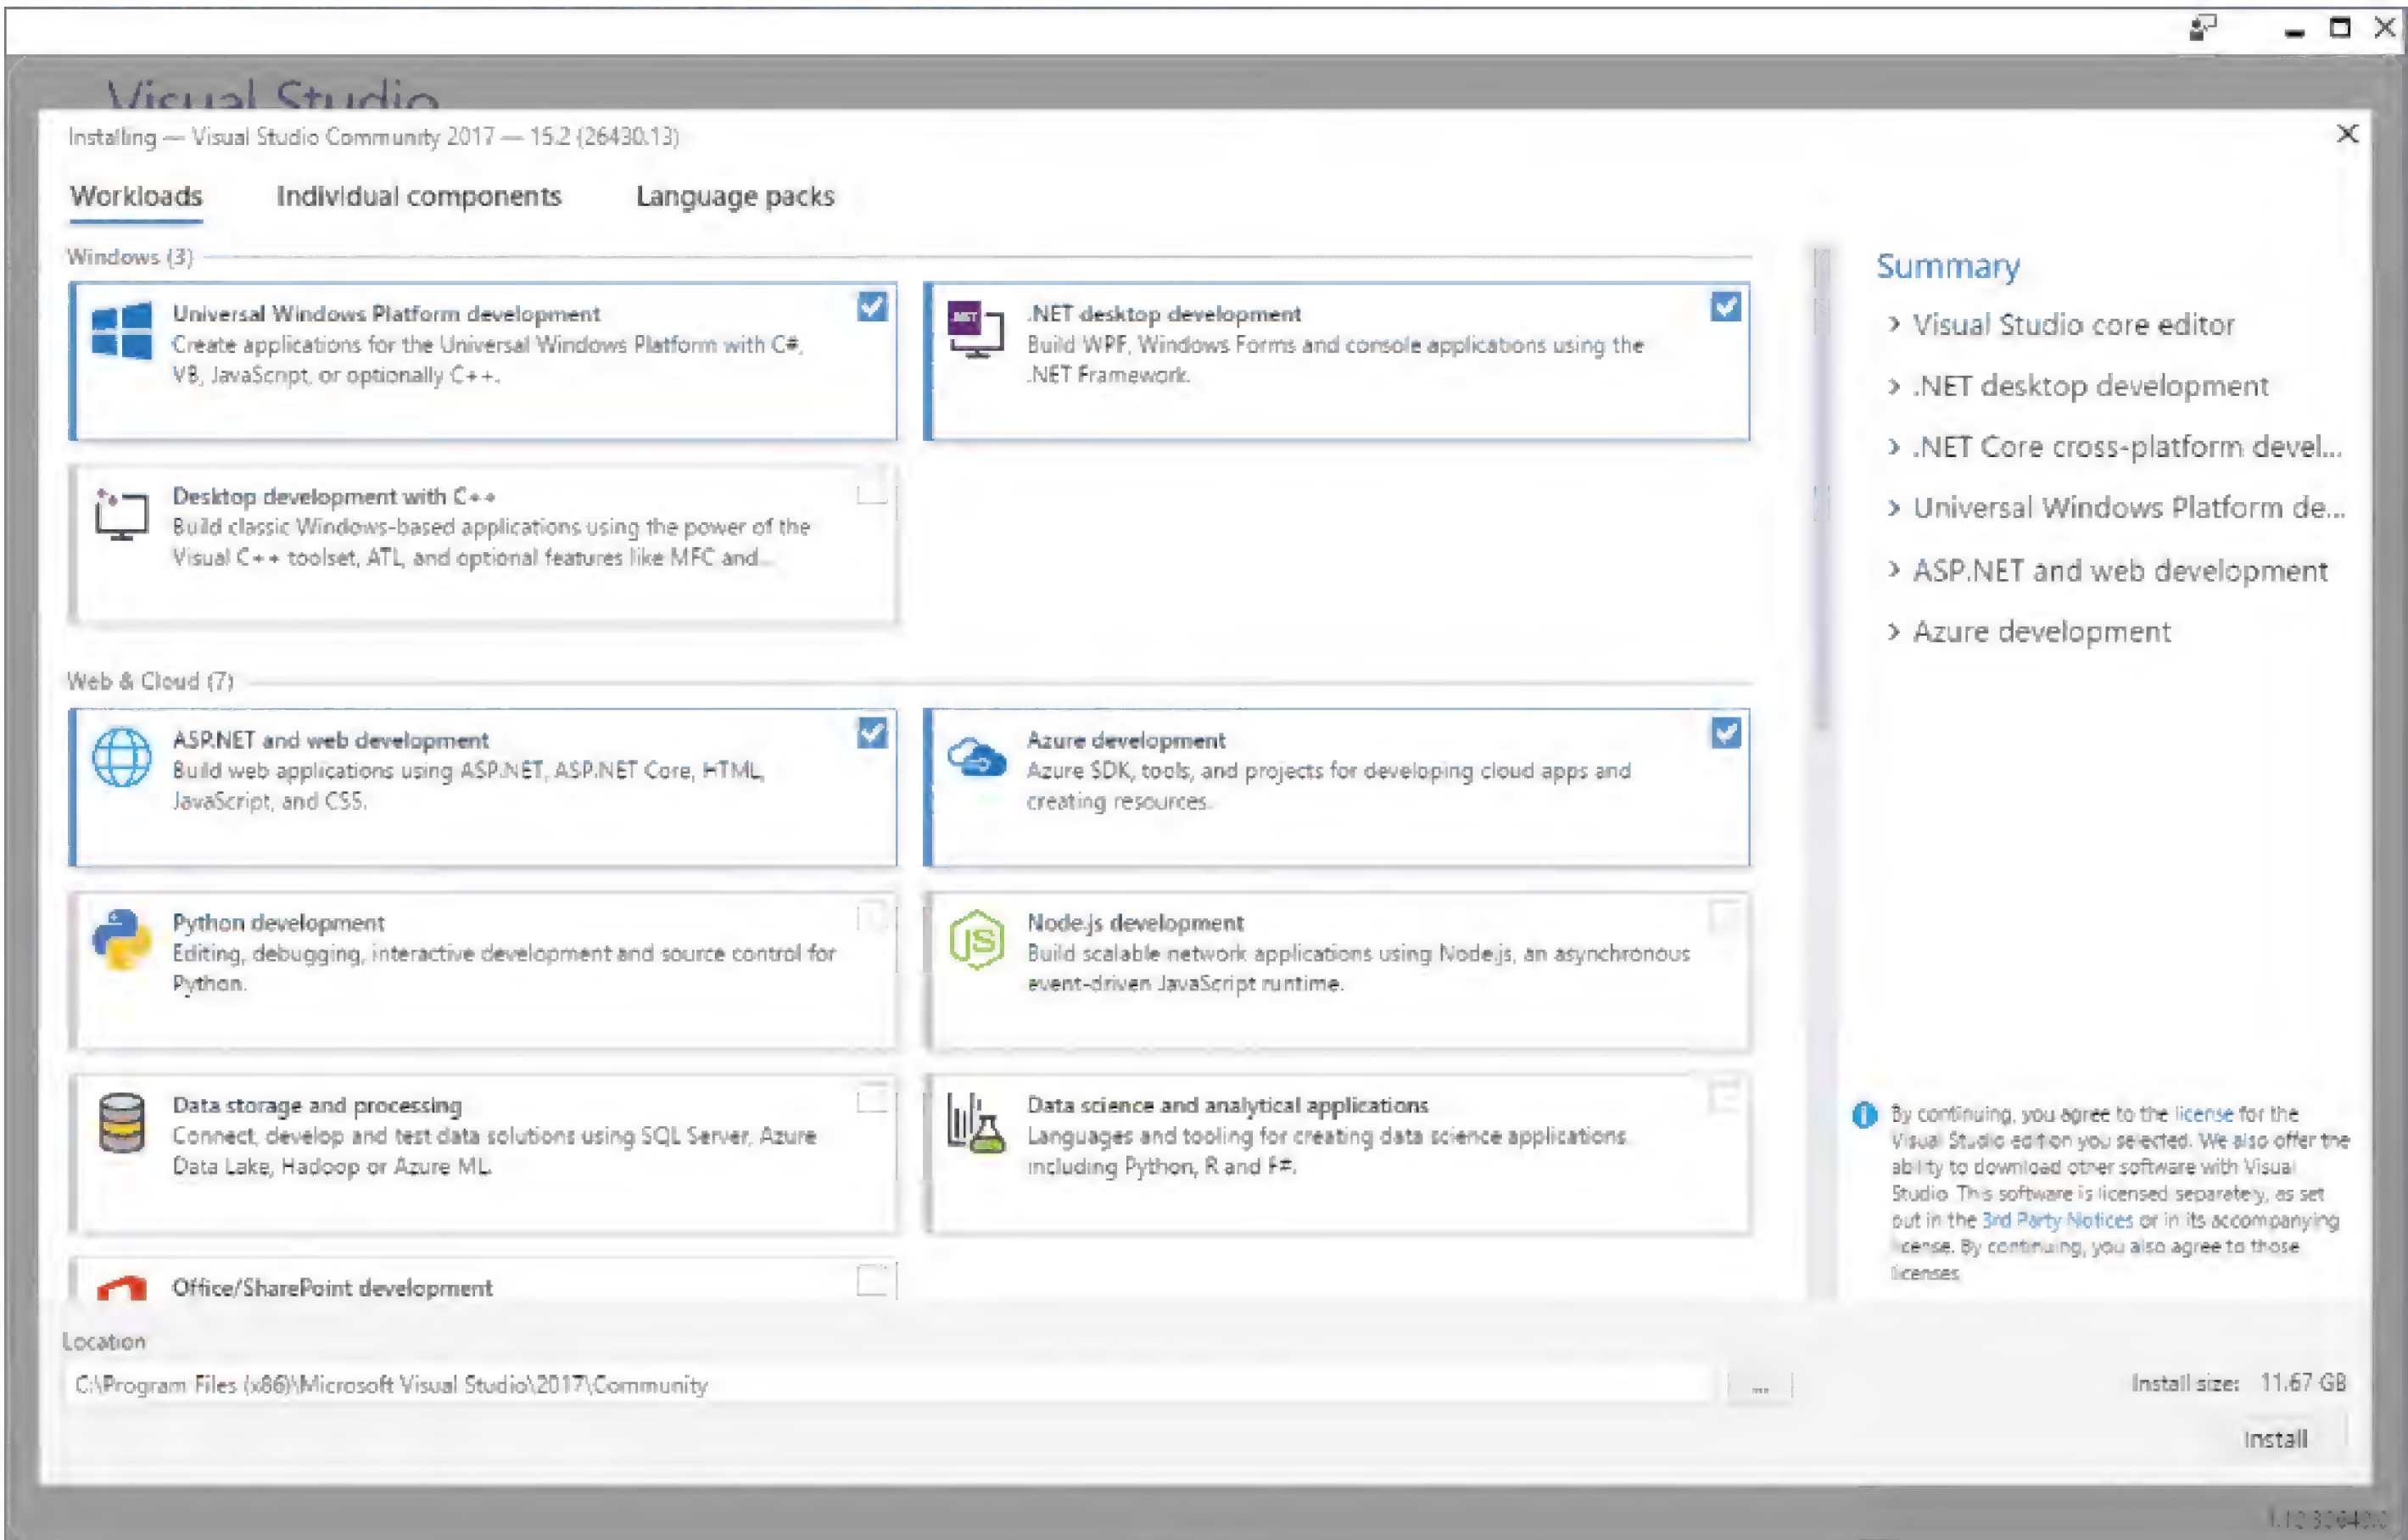 Visual Studio
Installing — Visual Studio Community 2017 — 15.2 (26430.13)
Workloads Individual components Language packs
Windows (3)
Universal Windows Platform development
Create applications for the Universal Windows Platform with C#,
VB, JavaScript, or optionally C++.
.NET desktop development
Build WPF, Windows Forms and console applications using the
.NET Framework.
Desktop development with C++
Build classic Windows-based applications using the power of the
Visual C++ toolset, ATL, and optional features like MFC and...
Web & Cloud (7)
ASP.NET and web development
Build web applications using ASP.NET, ASP.NET Core, HTML,
JavaScript, and CSS.
Azure development
Azure SDK, tools, and projects for developing cloud apps and
creating resources.
Python development
Editing, debugging, interactive development and source control for
Python.
Node.js development
Build scalable network applications using Node.js, an asynchronous
event-driven JavaScript runtime.
Data storage and processing
Connect, develop and test data solutions using SQL Server, Azure
Data Lake, Hadoop or Azure ML.
Data science and analytical applications
Languages and tooling for creating data science applications,
including Python, R and F#.
Office/SharePoint development
Summary
> Visual Studio core editor
> .NET desktop development
> .NET Core cross-platform devel...
> Universal Windows Platform de...
> ASP.NET and web development
> Azure development
By continuing, you agree to the license for the
Visual Studio edition you selected. We also offer the
ability to download other software with Visual
Studio. This software is licensed separately, as set
out in the 3rd Party Notices or in its accompanying
license. By continuing, you also agree to those
licenses.
Location
C:\Program Files (x86)\Microsoft Visual Studio\2017\Community
...
Install size: 11.67 GB
Install